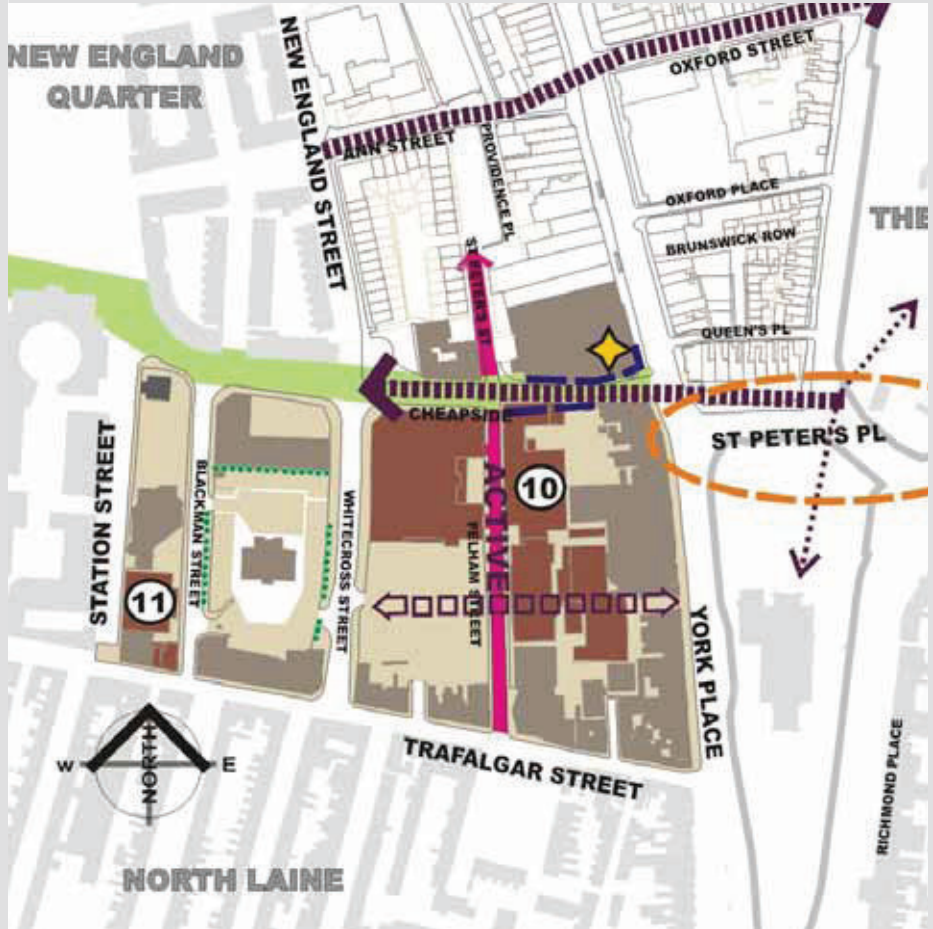 NEW ENGLAND
QUARTER
NEW ENGLAND STREET
OXFORD STREET
ANN STREET
PROVIDENCE PL
OXFORD PLACE
THE
BRUNSWICK ROW
ST PETER'S ST
QUEEN'S PL
CHEAPSIDE
ST PETER'S PL
STATION STREET
BLACKMAN STREET
WHITECROSS STREET
ACTIVE
PELHAM STREET
10
11
YORK PLACE
TRAFALGAR STREET
RICHMOND PLACE
W
E
NORTH
NORTH LAINE